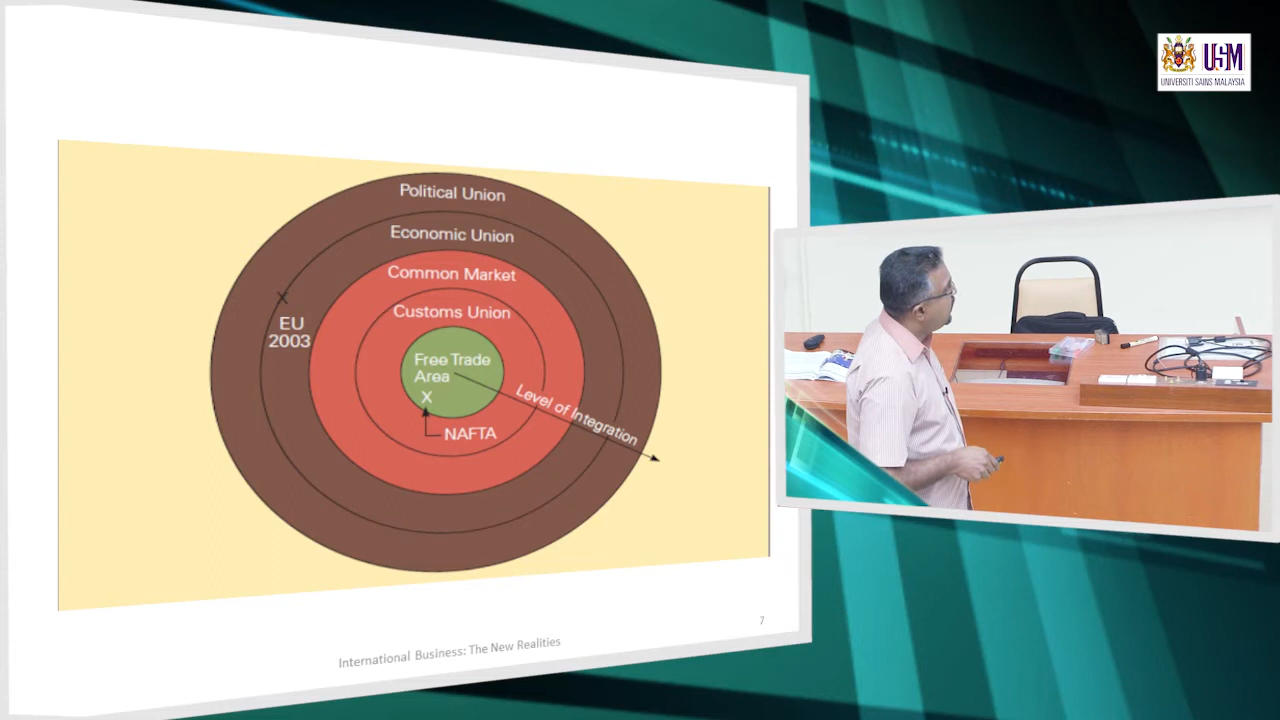 Political Union
Economic Union
Common Market
Customs Union
Free Trade
Area
X
NAFTA
X
EU
2003
Level of Integration
International Business: The New Realities
7
USM
UNIVERSITI SAINS MALAYSIA